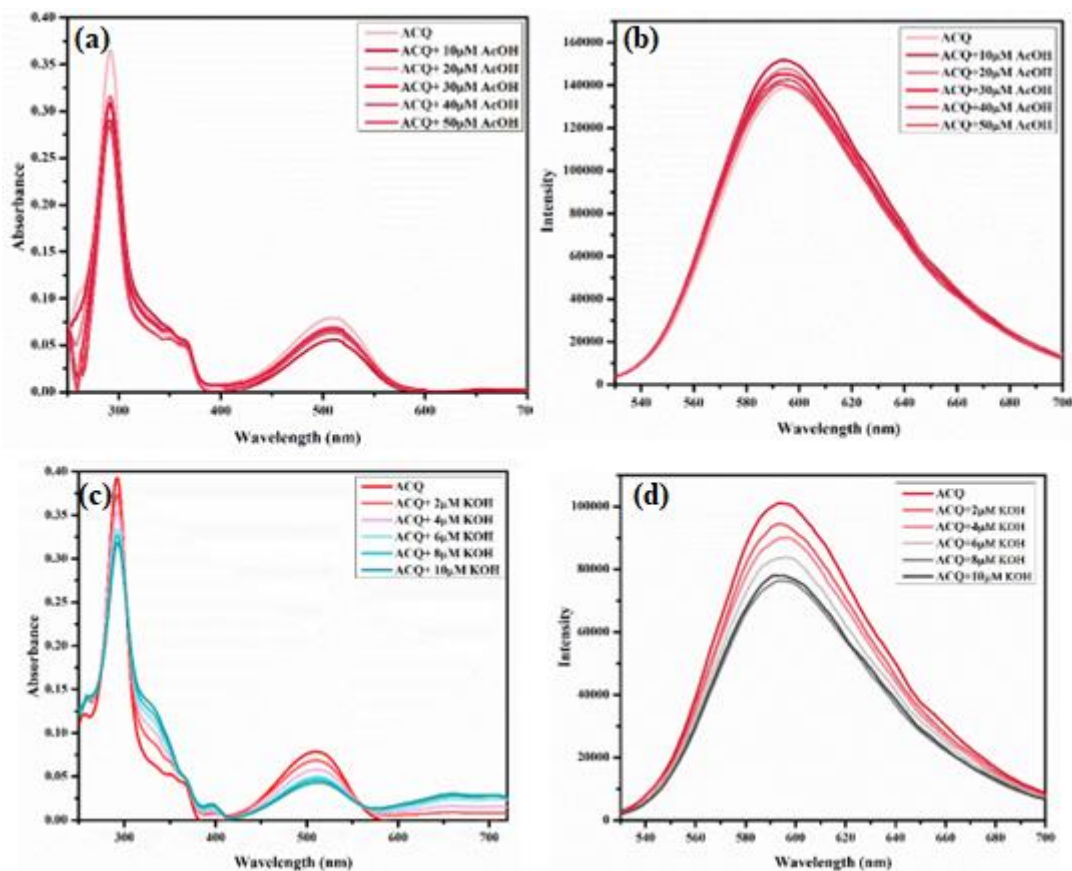 (a)
ACQ
ACQ+ 10μM AcOH
ACQ+ 20μM AcOH
ACQ+ 30μM AcOH
ACQ+ 40μM AcOH
ACQ+ 50μM AcOH
0.40
0.35
0.30
0.25
0.20
0.15
0.10
0.05
0.00
Absorbance
300
400
500
600
70
Wavelength (nm)
(b)
ACQ
ACQ+10μM AcOH
ACQ+20μM AcOH
ACQ+30μM AcOH
ACQ+40μM AcOH
ACQ+50μM AcOH
160000
140000
120000
100000
80000
60000
40000
20000
0
Intensity
540
560
580
600
620
640
660
680
700
Wavelength (nm)
(c)
ACQ
ACQ+ 2μM KOH
ACQ+ 4μM KOH
ACQ+ 6μM KOH
ACQ+ 8μM KOH
ACQ+ 10μM KOH
0.40
0.35
0.30
0.25
0.20
0.15
0.10
0.05
0.00
Absorbance
300
400
500
600
700
Wavelength (nm)
(d)
ACQ
ACQ+2μM KOH
ACQ+4μM KOH
ACQ+6μM KOH
ACQ+8μM KOH
ACQ+10μM KOH
100000
80000
60000
40000
20000
0
Intensity
540
560
580
600
620
640
660
680
700
Wavelength (nm)